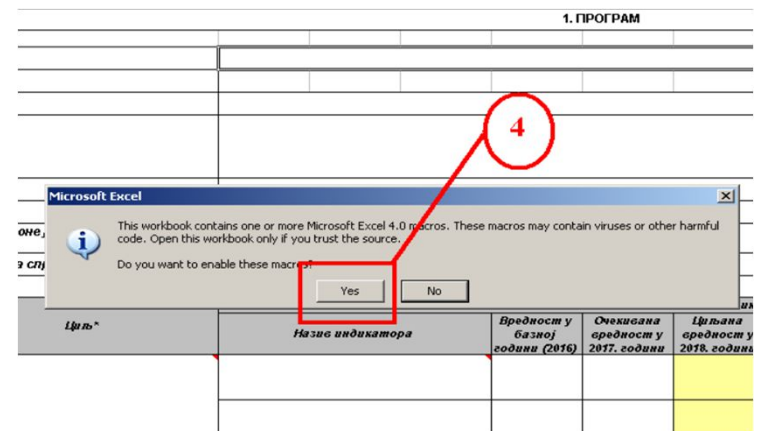 1. ПРОГРАМ
4
Microsoft Excel
This workbook contains one or more Microsoft Excel 4.0 macros. These macros may contain viruses or other harmful
code. Open this workbook only if you trust the source.
Do you want to enable these macros?
Yes
No
Циљ*
Назив индикатора
Вредност у
базној
години (2016)
Очекивана
вредност у
2017. години
Циљана
вредност у
2018. години